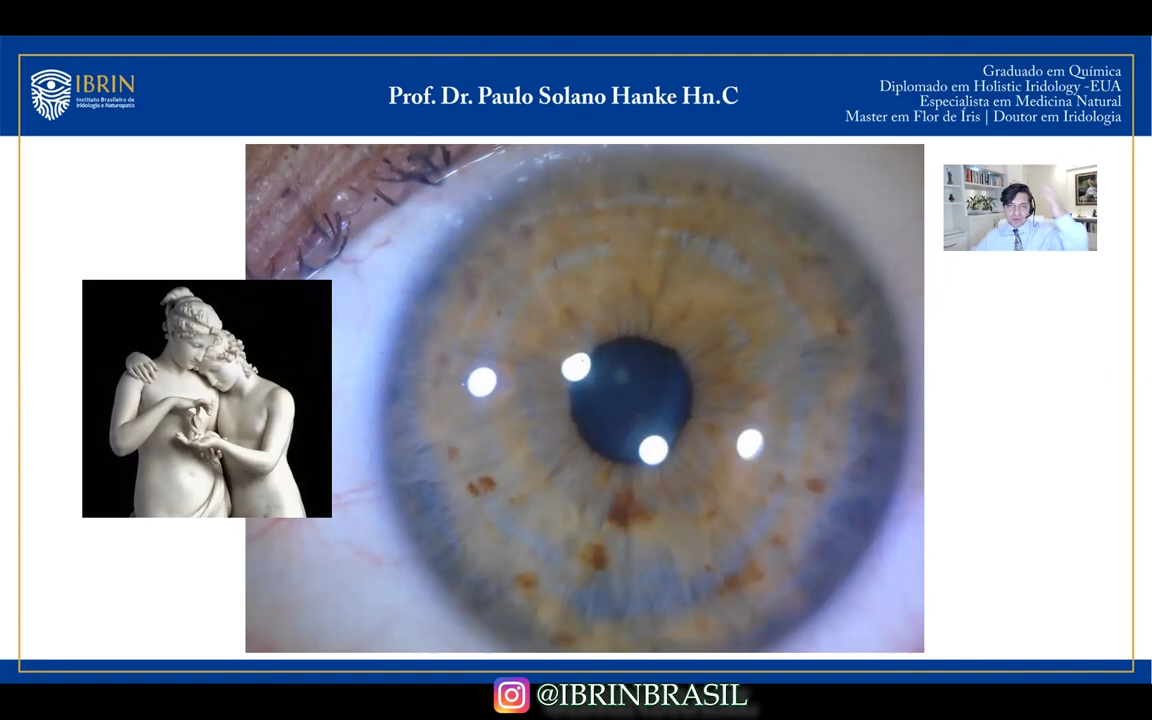 IBRIN
Instituto Brasileiro de
Iridologia e Naturopatia
Prof. Dr. Paulo Solano Hanke Hn.C
Graduado em Química
Diplomado em Holistic Iridology -EUA
Especialista em Medicina Natural
Master em Flor de Íris | Doutor em Iridologia
@IBRINBRASIL